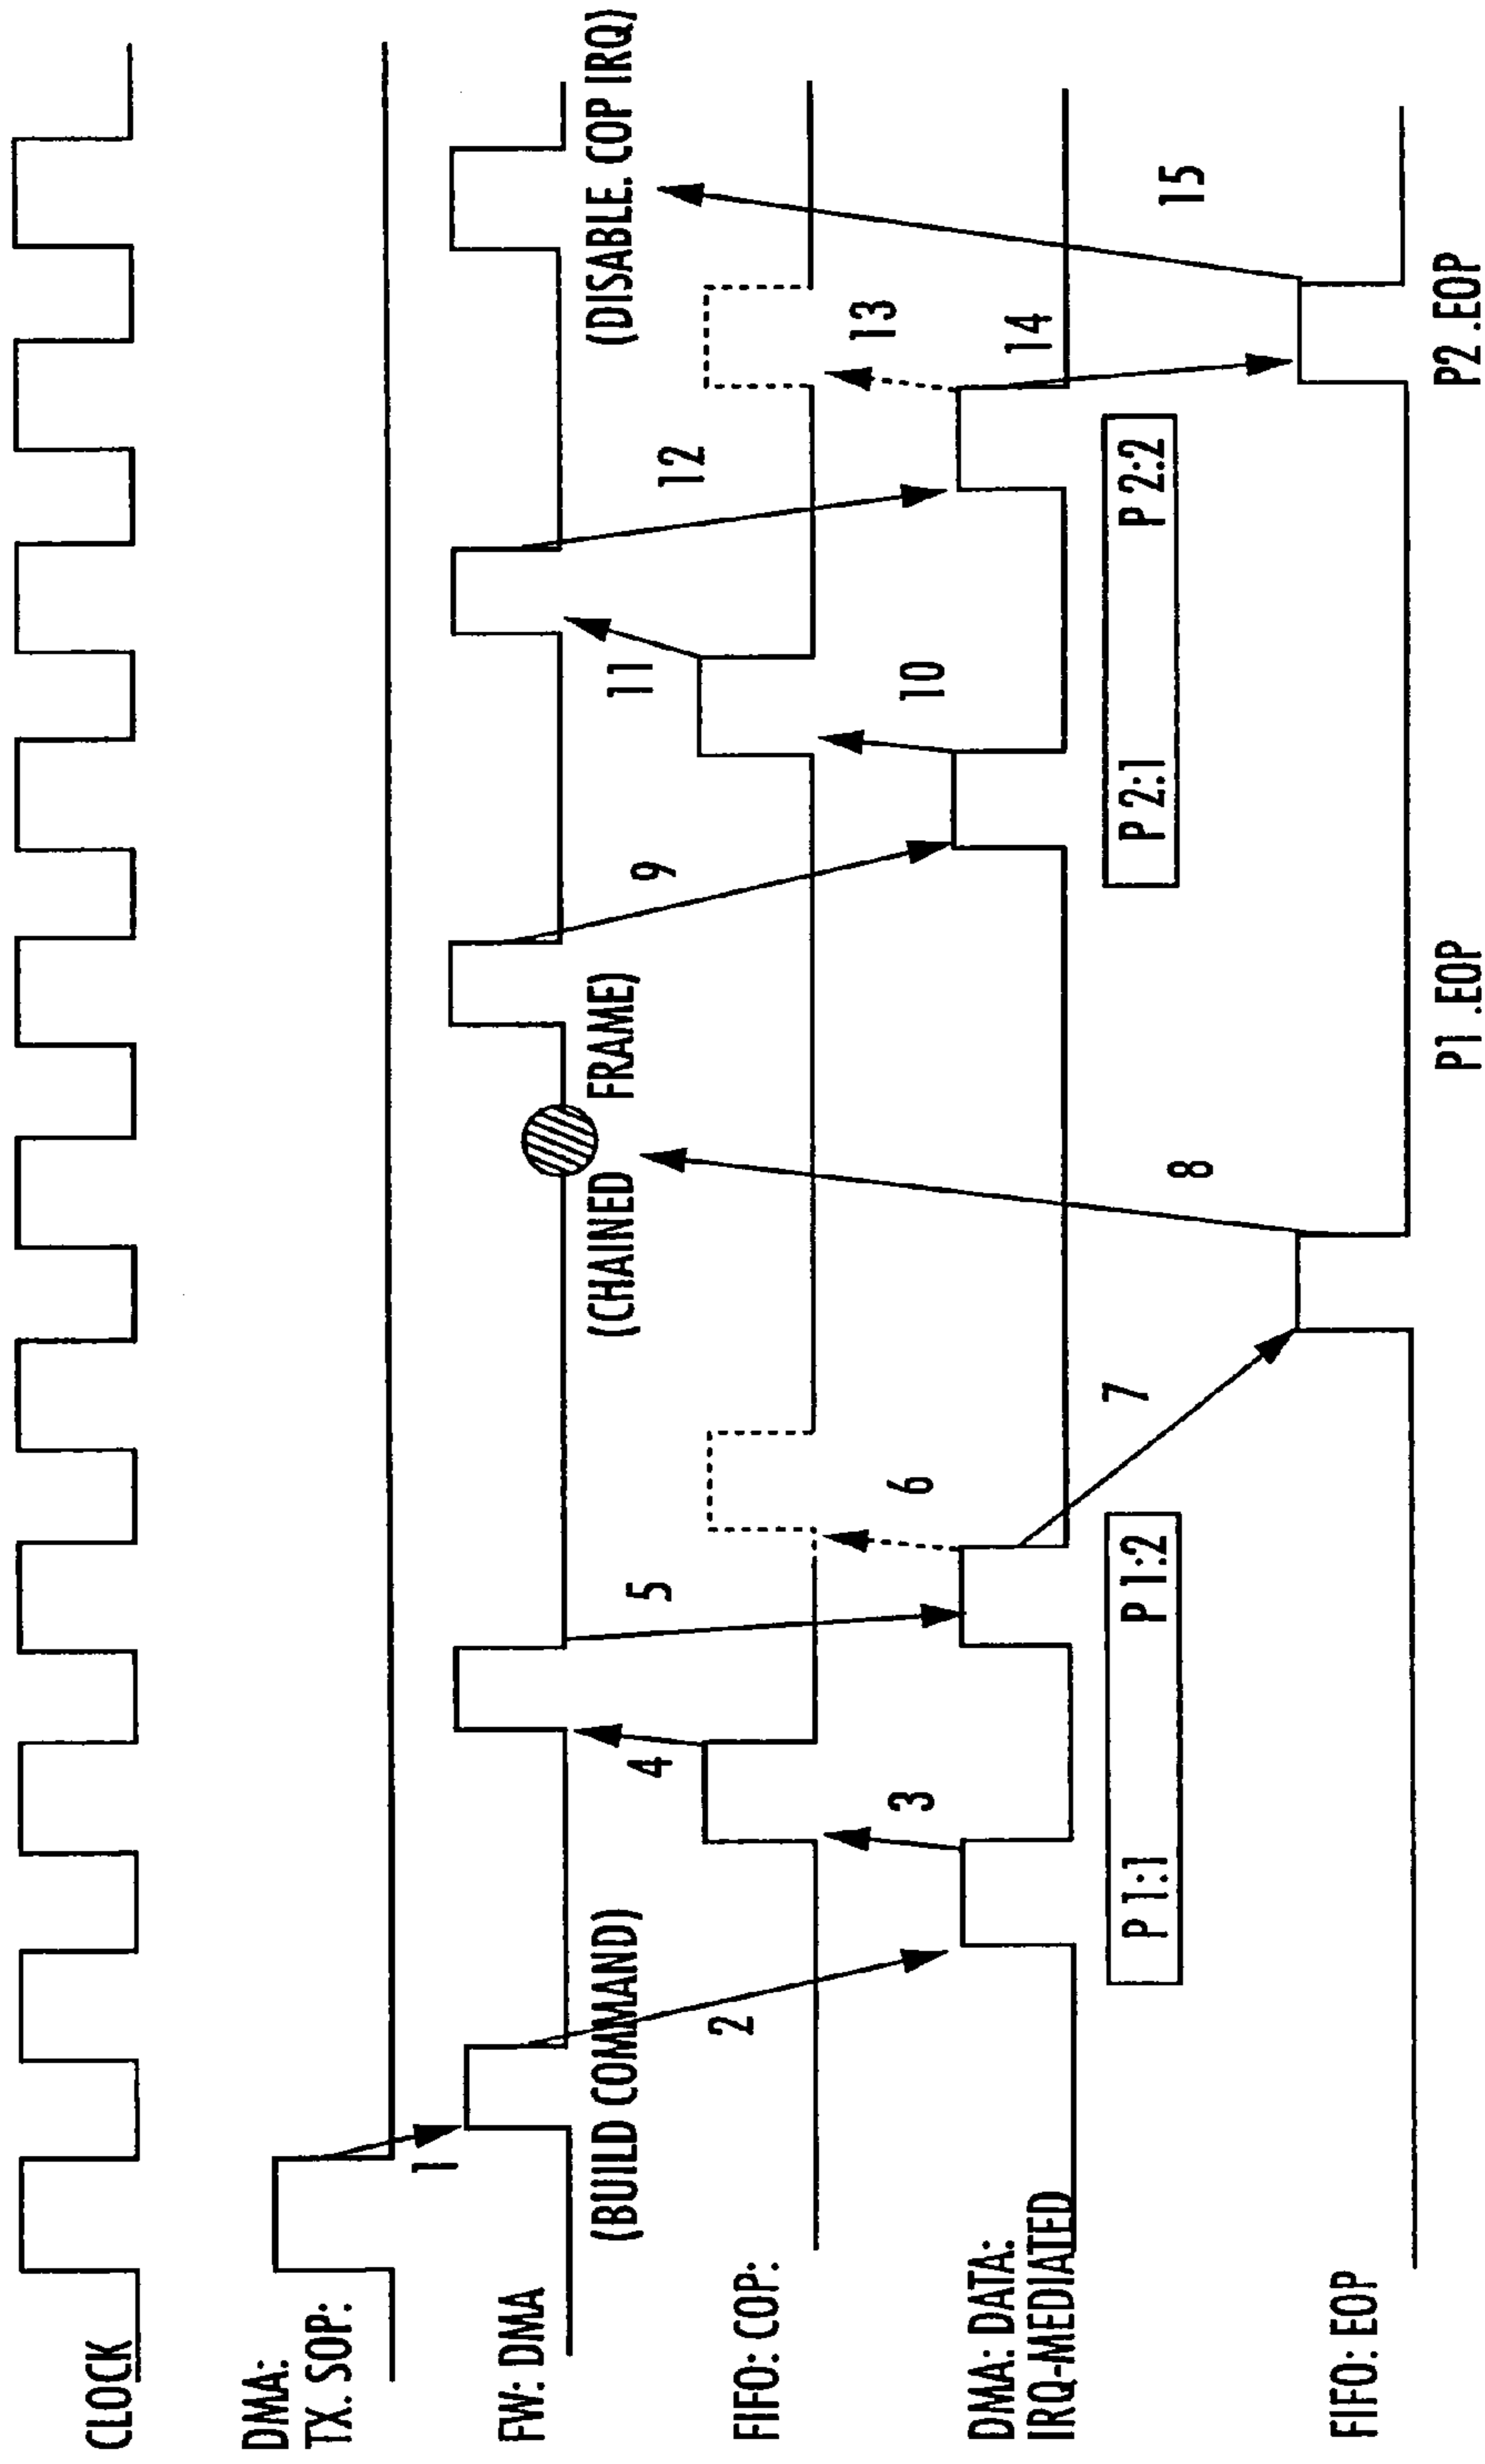 CLOCK
DMA:
TX. SOP:
1
FW: DMA
(BUILD COMMAND)
(CHAINED FRAME)
(DISABLE. COP IRQ)
4
5
9
11
12
FIFO: COP:
2
3
6
10
13
DMA: DATA:
IRQ-MEDIATED
14
P 1:1
P 1:2
P 2:1
P 2:2
7
8
15
FIFO: EOP
P1 .EOP
P2 .EOP